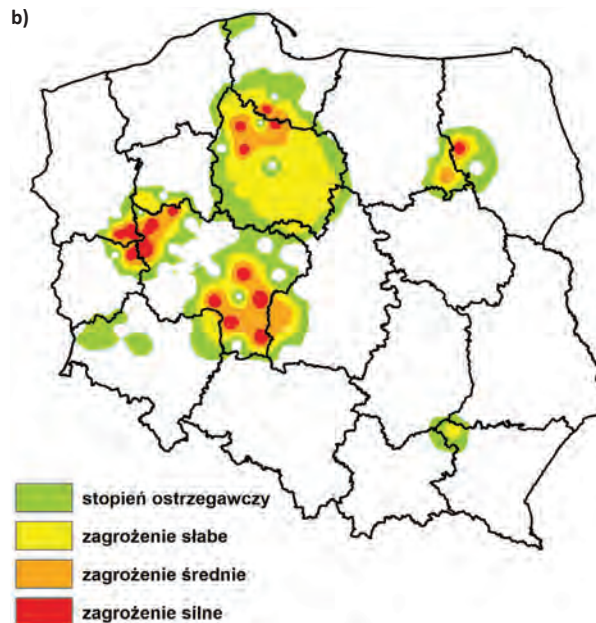 b)
stopień ostrzegawczy
zagrożenie słabe
zagrożenie średnie
zagrożenie silne